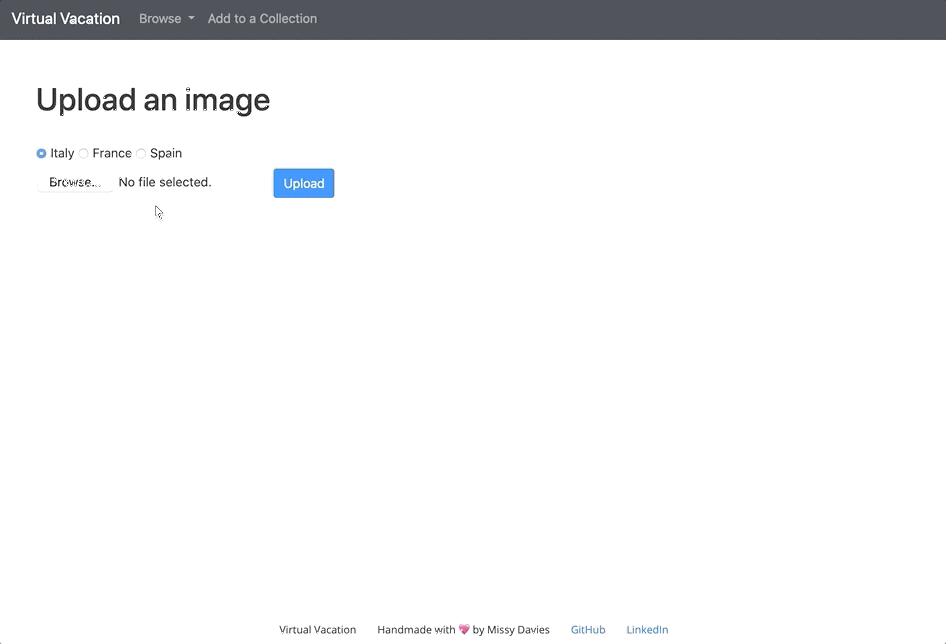 Virtual Vacation Browse Add to a Collection
Upload an image
Italy France Spain
Browse... No file selected. Upload
Virtual Vacation Handmade with 💖 by Missy Davies GitHub LinkedIn